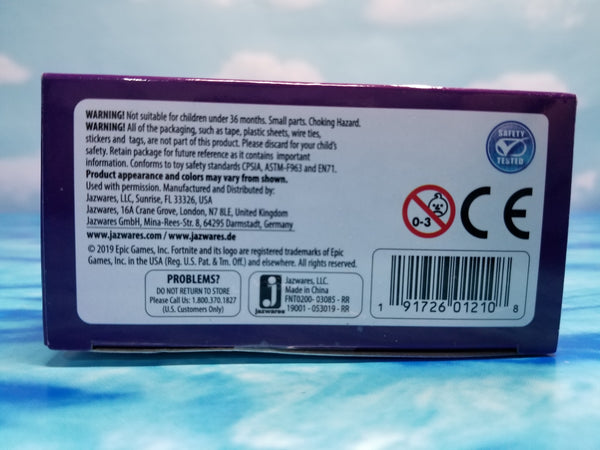 WARNING! Not suitable for children under 36 months. Small parts. Choking Hazard.
WARNING! All of the packaging, such as tape, plastic sheets, wire ties,
stickers and tags, are not part of this product. Please discard for your child's
safety. Retain package for future reference as it contains important
information. Conforms to toy safety standards CPSIA, ASTM-F963 and EN71.
Product appearance and colors may vary from shown.
Used with permission. Manufactured and Distributed by:
Jazwares, LLC, Sunrise, FL 33326, USA
Jazwares, 16A Crane Grove, London, N7 8LE, United Kingdom
Jazwares GmbH, Mina-Rees-Str. 8, 64295 Darmstadt, Germany
www.jazwares.com / www.jazwares.de
© 2019 Epic Games, Inc. Fortnite and its logo are registered trademarks of Epic
Games, Inc. in the USA (Reg. U.S. Pat. & Tm. Off.) and elsewhere. All rights reserved.
SAFETY
TESTED
0-3
CE
PROBLEMS?
DO NOT RETURN TO STORE
Please Call Us: 1.800.370.1827
(U.S. Customers Only)
j
jazwares
Jazwares, LLC.
Made in China
FNT0200- 03085 - RR
19001 - 053019 - RR
1 91726 01210 8